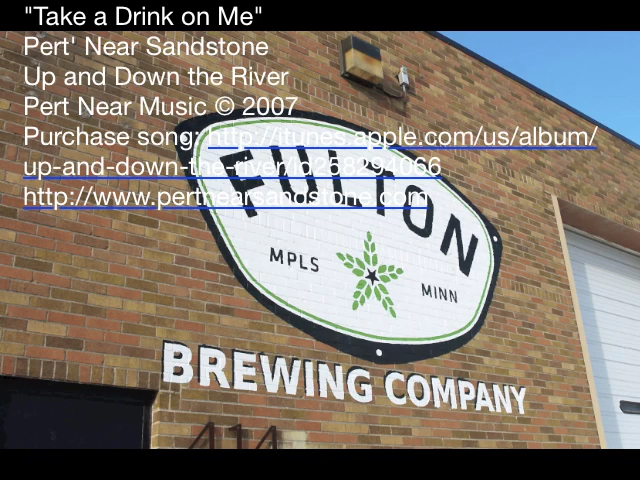 "Take a Drink on Me"
Pert' Near Sandstone
Up and Down the River
Pert Near Music © 2007
Purchase song: http://itunes.apple.com/us/album/
up-and-down-the-river/id258294066
http://www.pertnearsandstone.com
FULTON
MPLS
MINN
BREWING COMPANY
414